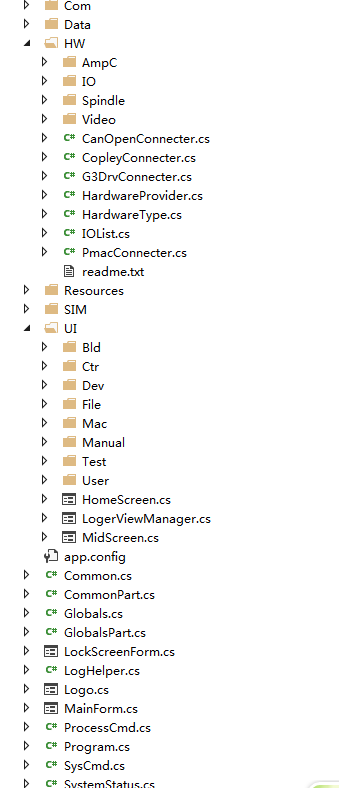 Com
Data
HW
AmpC
IO
Spindle
Video
C# CanOpenConnecter.cs
C# CopleyConnecter.cs
C# G3DrvConnecter.cs
C# HardwareProvider.cs
C# HardwareType.cs
C# IOList.cs
C# PmacConnecter.cs
readme.txt
Resources
SIM
UI
Bld
Ctr
Dev
File
Mac
Manual
Test
User
HomeScreen.cs
LogerViewManager.cs
MidScreen.cs
app.config
C# Common.cs
C# CommonPart.cs
C# Globals.cs
C# GlobalsPart.cs
LockScreenForm.cs
C# LogHelper.cs
Logo.cs
MainForm.cs
C# ProcessCmd.cs
C# Program.cs
C# SysCmd.cs
C# SystemStatus.cs